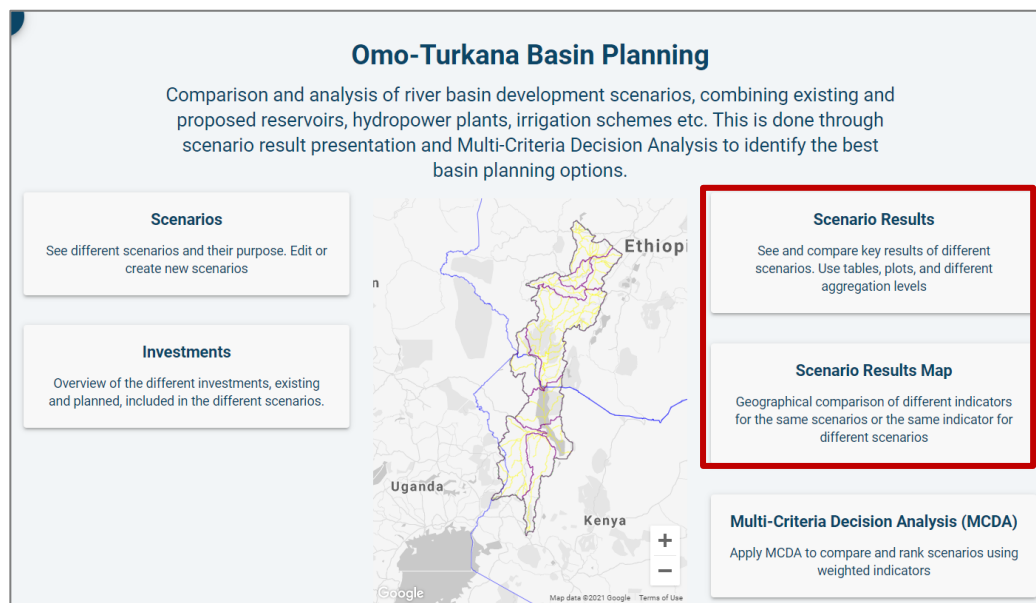 Omo-Turkana Basin Planning
Comparison and analysis of river basin development scenarios, combining existing and
proposed reservoirs, hydropower plants, irrigation schemes etc. This is done through
scenario result presentation and Multi-Criteria Decision Analysis to identify the best
basin planning options.
Scenarios
See different scenarios and their purpose. Edit or
create new scenarios
Investments
Overview of the different investments, existing
and planned, included in the different scenarios.
Ethiopi
n
Uganda
Kenya
+
−
Google
Map data ©2021 Google
Terms of Use
Scenario Results
See and compare key results of different
scenarios. Use tables, plots, and different
aggregation levels
Scenario Results Map
Geographical comparison of different indicators
for the same scenarios or the same indicator for
different scenarios
Multi-Criteria Decision Analysis (MCDA)
Apply MCDA to compare and rank scenarios using
weighted indicators